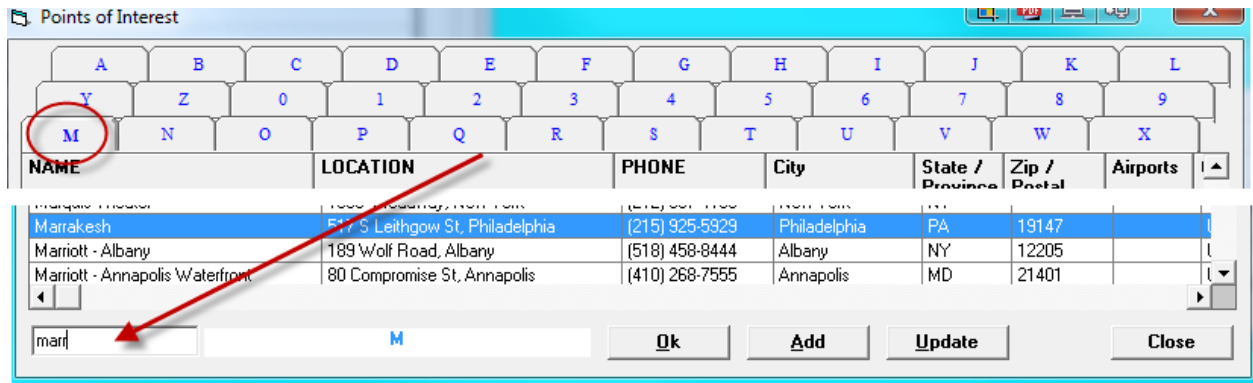 Points of Interest
PDF
A B C D E F G H I J K L
Y Z 0 1 2 3 4 5 6 7 8 9
M N O P Q R S T U V W X
NAME LOCATION PHONE City State / Province Zip / Postal Airports
Marrakesh 517 S Leithgow St, Philadelphia (215) 925-5929 Philadelphia PA 19147
Marriott - Albany 189 Wolf Road, Albany (518) 458-8444 Albany NY 12205
Marriott - Annapolis Waterfront 80 Compromise St, Annapolis (410) 268-7555 Annapolis MD 21401
marr M Ok Add Update Close